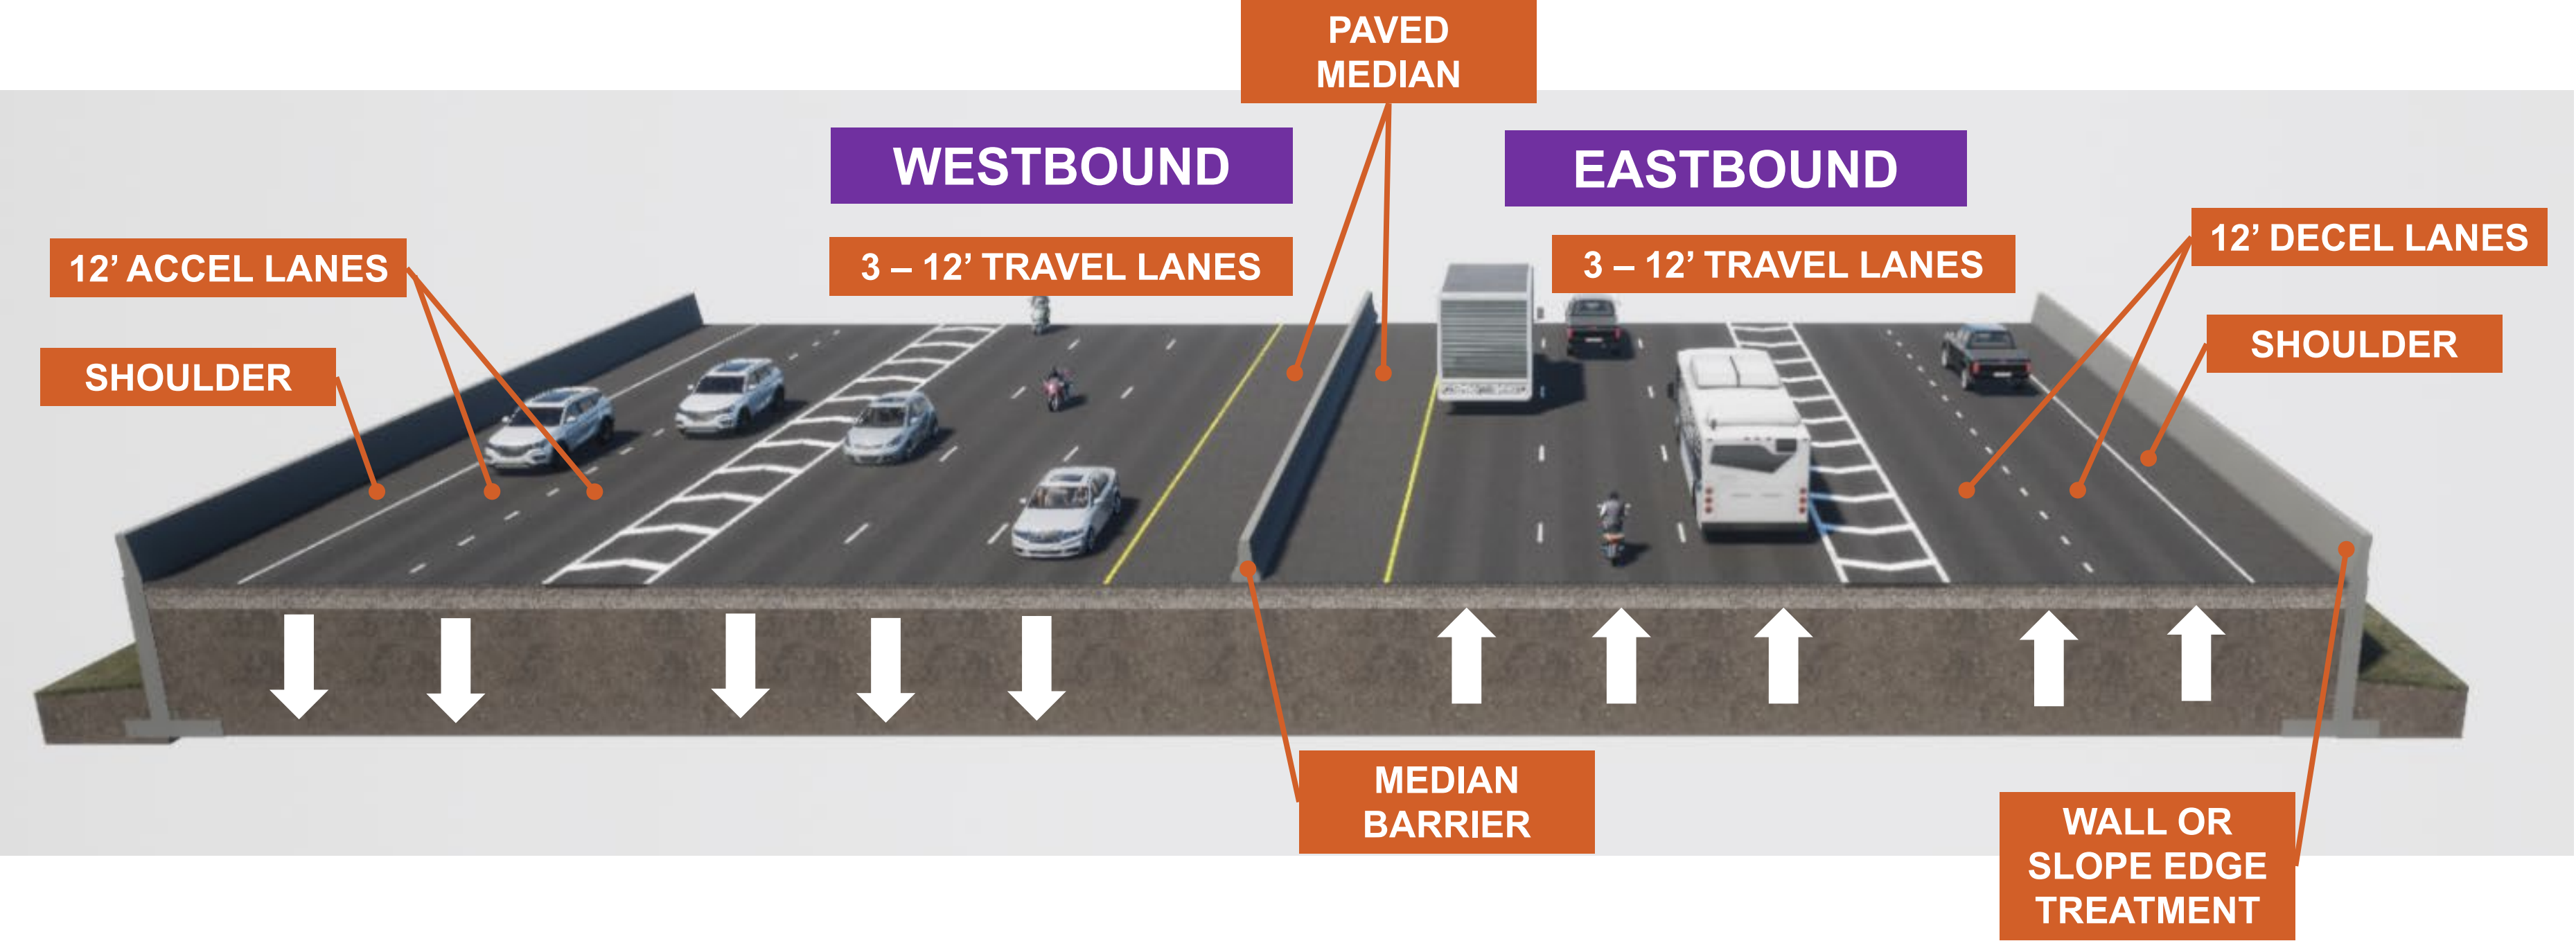 PAVED
MEDIAN
WESTBOUND
EASTBOUND
12' ACCEL LANES
3 – 12' TRAVEL LANES
3 – 12' TRAVEL LANES
12' DECEL LANES
SHOULDER
SHOULDER
MEDIAN
BARRIER
WALL OR
SLOPE EDGE
TREATMENT